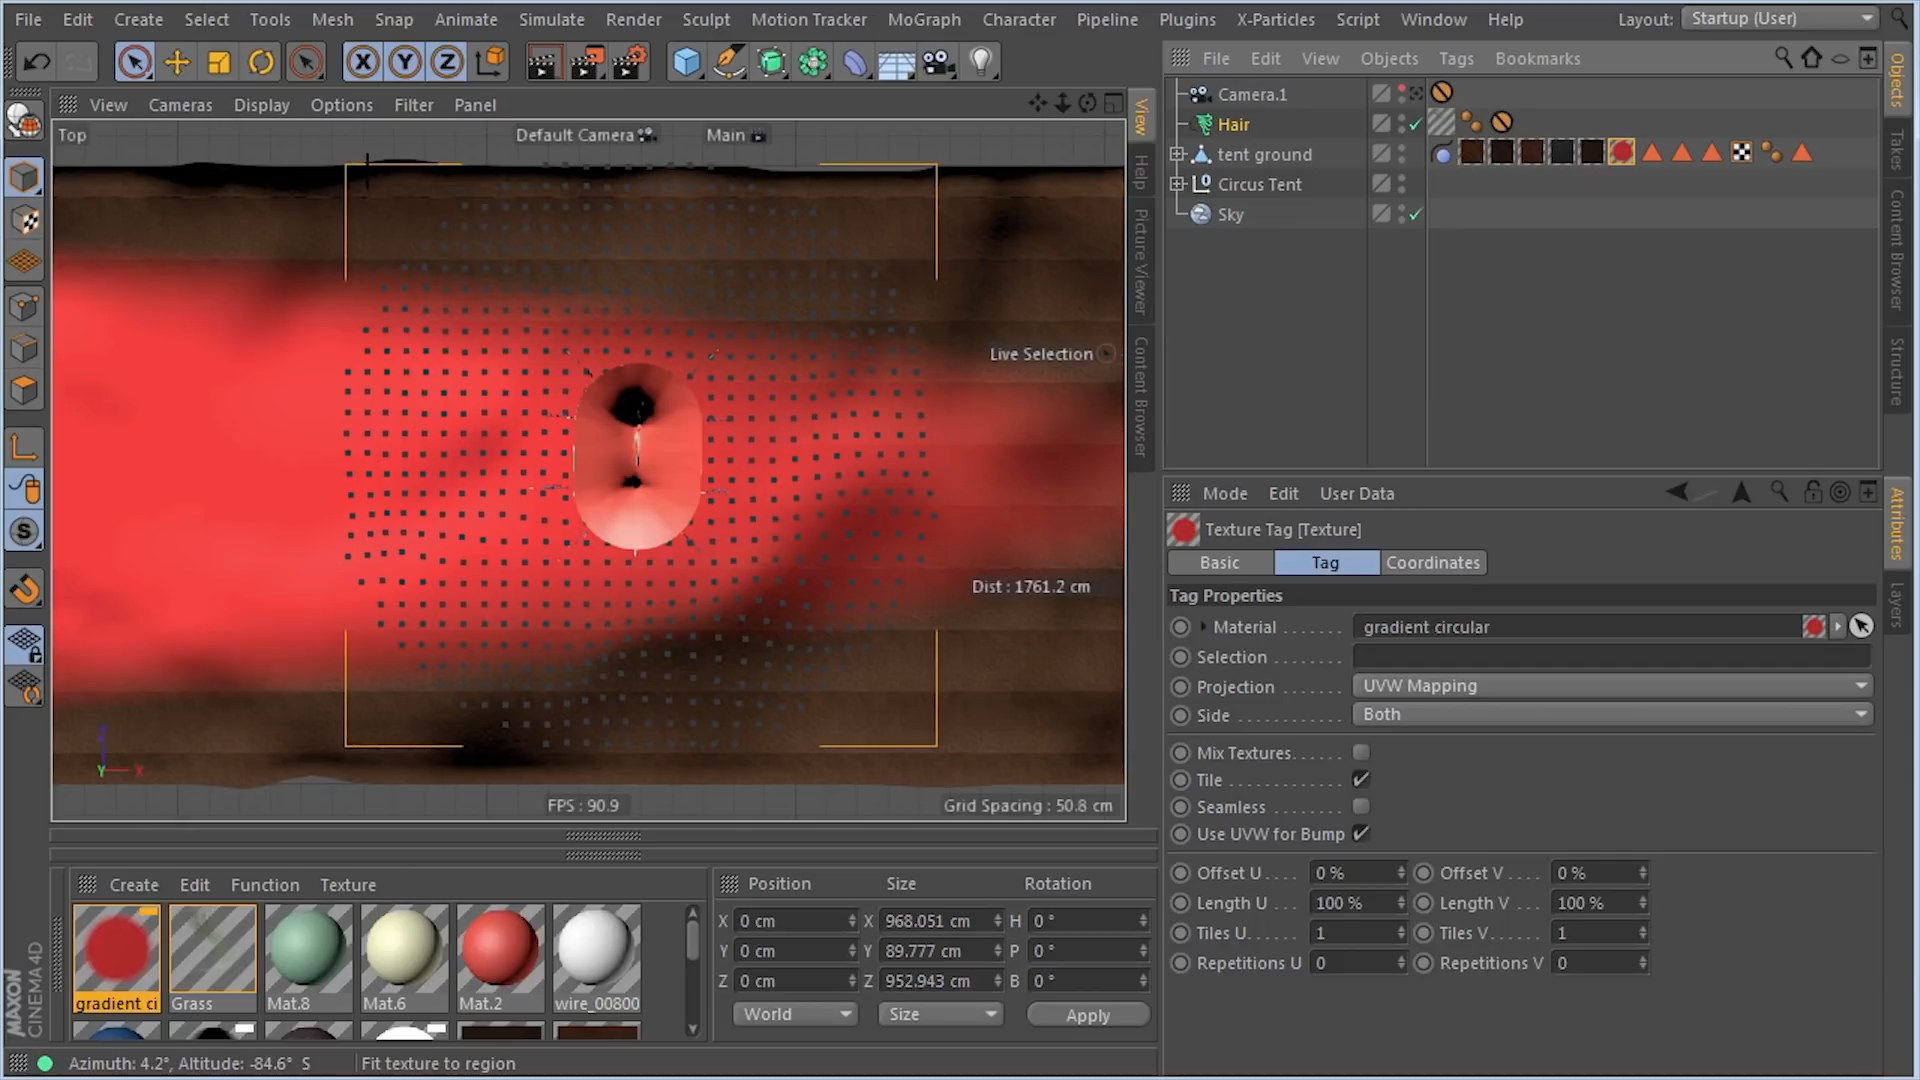 File Edit Create Select Tools Mesh Snap Animate Simulate Render Sculpt Motion Tracker MoGraph Character Pipeline Plugins X-Particles Script Window Help Layout: Startup (User)
X Y Z
File Edit View Objects Tags Bookmarks
View Cameras Display Options Filter Panel
Top Default Camera Main
Camera.1
Hair
tent ground
Circus Tent
Sky
View
Help
Picture Viewer
Content Browser
Objects
Takes
Content Browser
Structure
Live Selection
Dist : 1761.2 cm
Z
Y X
FPS : 90.9 Grid Spacing : 50.8 cm
S
Mode Edit User Data
Attributes
Layers
Texture Tag [Texture]
Basic Tag Coordinates
Tag Properties
Material ....... gradient circular
Selection ........
Projection ....... UVW Mapping
Side ........... Both
Mix Textures......
Tile ............
Seamless .......
Use UVW for Bump
Offset U .... 0 % Offset V .... 0 %
Length U .... 100 % Length V ... 100 %
Tiles U...... 1 Tiles V...... 1
Repetitions U 0 Repetitions V 0
Create Edit Function Texture
gradient ci Grass Mat.8 Mat.6 Mat.2 wire_00800
Position Size Rotation
X 0 cm X 968.051 cm H 0 °
Y 0 cm Y 89.777 cm P 0 °
Z 0 cm Z 952.943 cm B 0 °
World Size Apply
MAXON
CINEMA 4D
Azimuth: 4.2°, Altitude: -84.6° S Fit texture to region